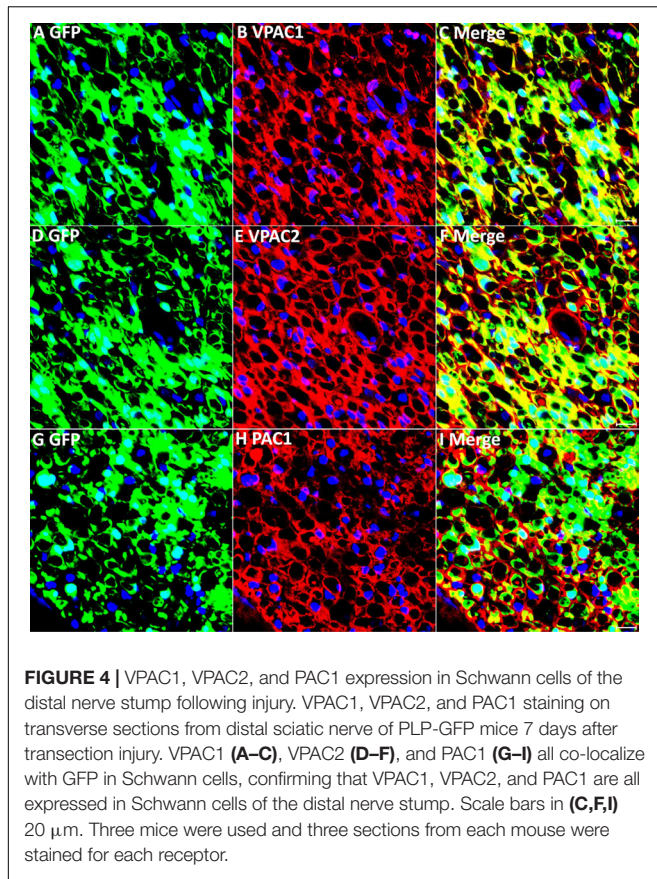 A GFP
B VPAC1
C Merge
D GFP
E VPAC2
F Merge
G GFP
H PAC1
I Merge
FIGURE 4 | VPAC1, VPAC2, and PAC1 expression in Schwann cells of the
distal nerve stump following injury. VPAC1, VPAC2, and PAC1 staining on
transverse sections from distal sciatic nerve of PLP-GFP mice 7 days after
transection injury. VPAC1 (A–C), VPAC2 (D–F), and PAC1 (G–I) all co-localize
with GFP in Schwann cells, confirming that VPAC1, VPAC2, and PAC1 are all
expressed in Schwann cells of the distal nerve stump. Scale bars in (C,F,I)
20 μm. Three mice were used and three sections from each mouse were
stained for each receptor.